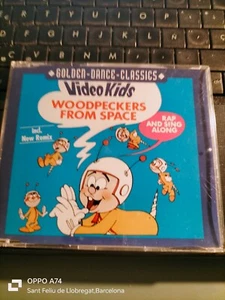 GOLDEN-DANCE-CLASSICS
VideoKids
WOODPECKERS
FROM SPACE
incl.
New Remix
RAP
AND SING
ALONG
OPPO A74
Sant Feliu de Llobregat,Barcelona